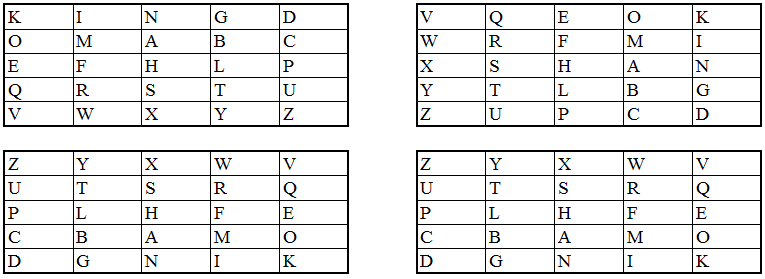 K I N G D
O M A B C
E F H L P
Q R S T U
V W X Y Z
V Q E O K
W R F M I
X S H A N
Y T L B G
Z U P C D
Z Y X W V
U T S R Q
P L H F E
C B A M O
D G N I K
Z Y X W V
U T S R Q
P L H F E
C B A M O
D G N I K